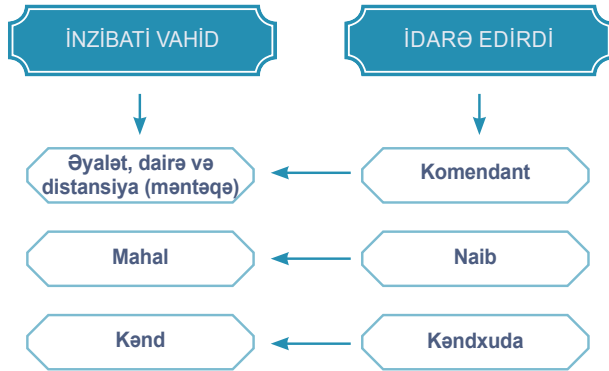 İNZİBATİ VAHİD
İDARƏ EDİRDİ
Əyalət, dairə və
distansiya (məntəqə)
Komendant
Mahal
Naib
Kənd
Kəndxuda